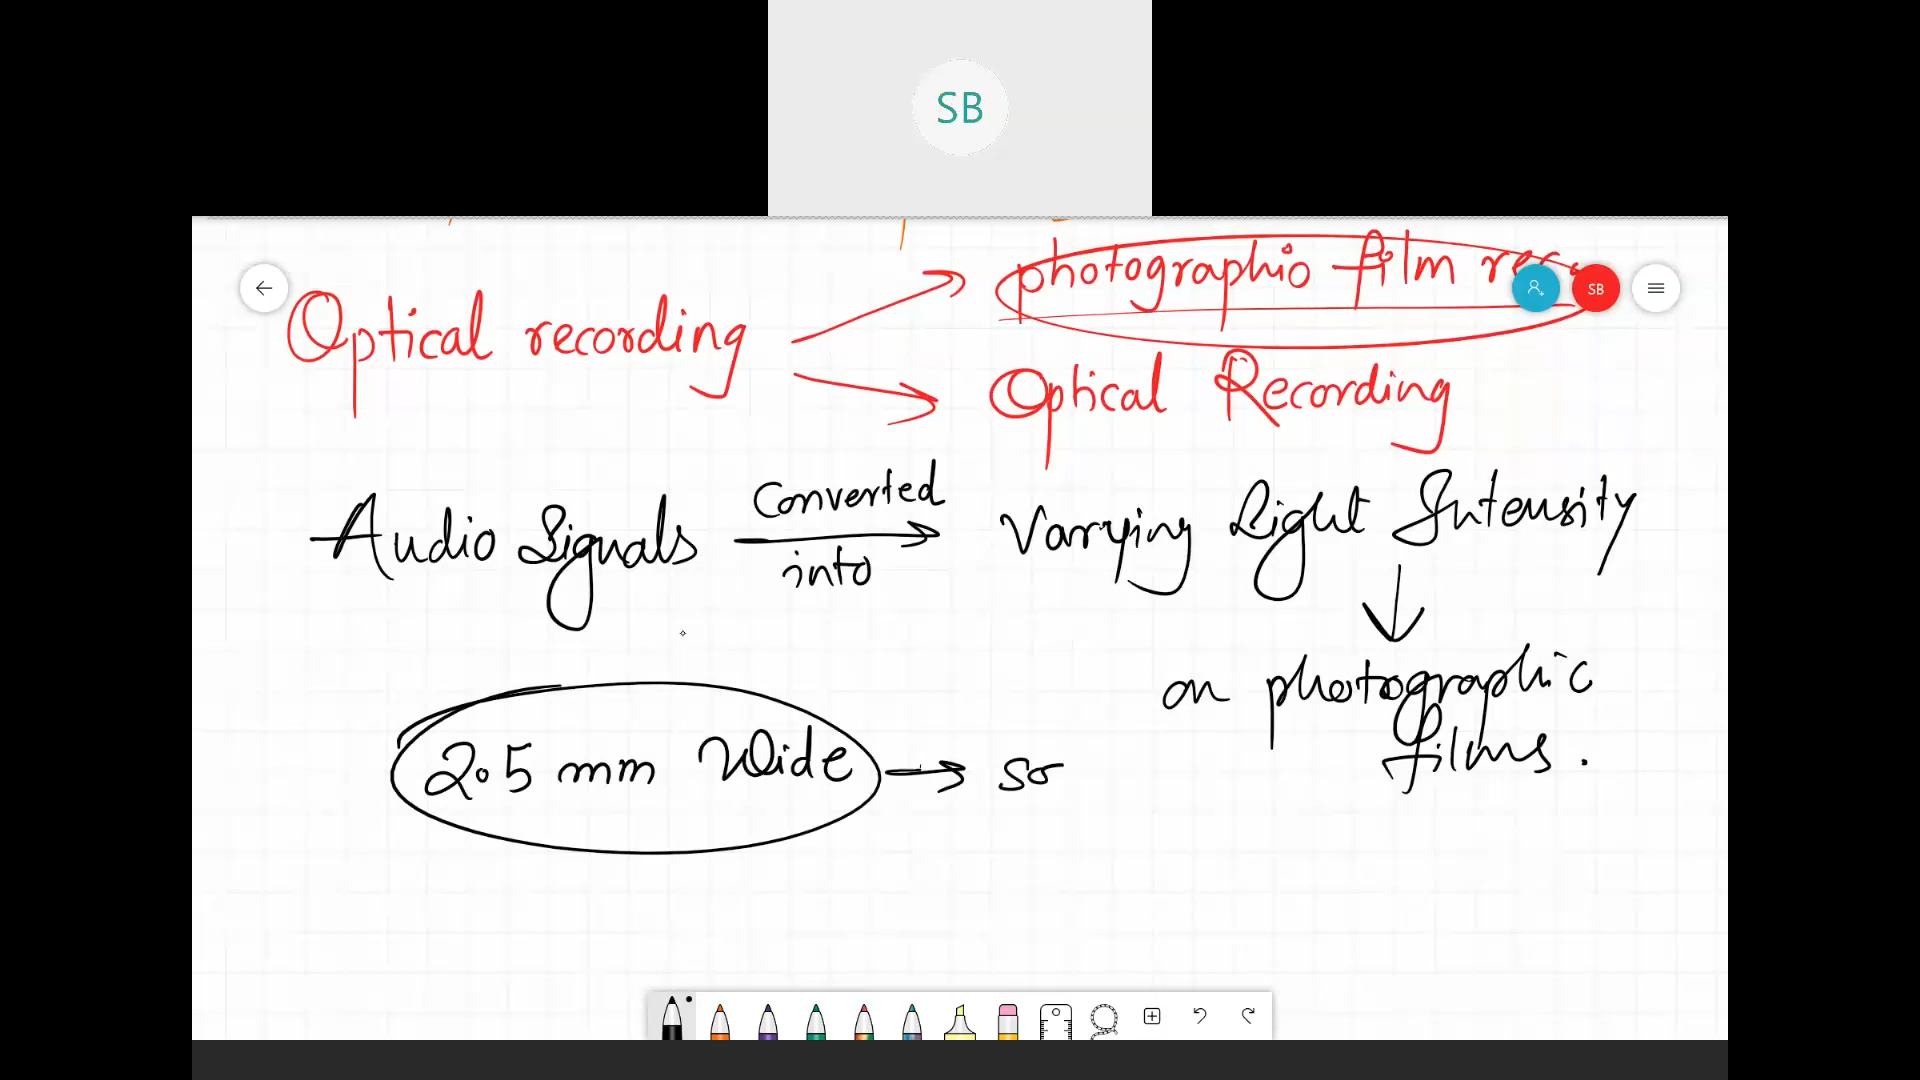 SB
photographic film rec.
SB
Optical recording
Optical Recording
Audio Signals Converted into Varying Light Intensity
on photographic
films.
2.5 mm Wide → so